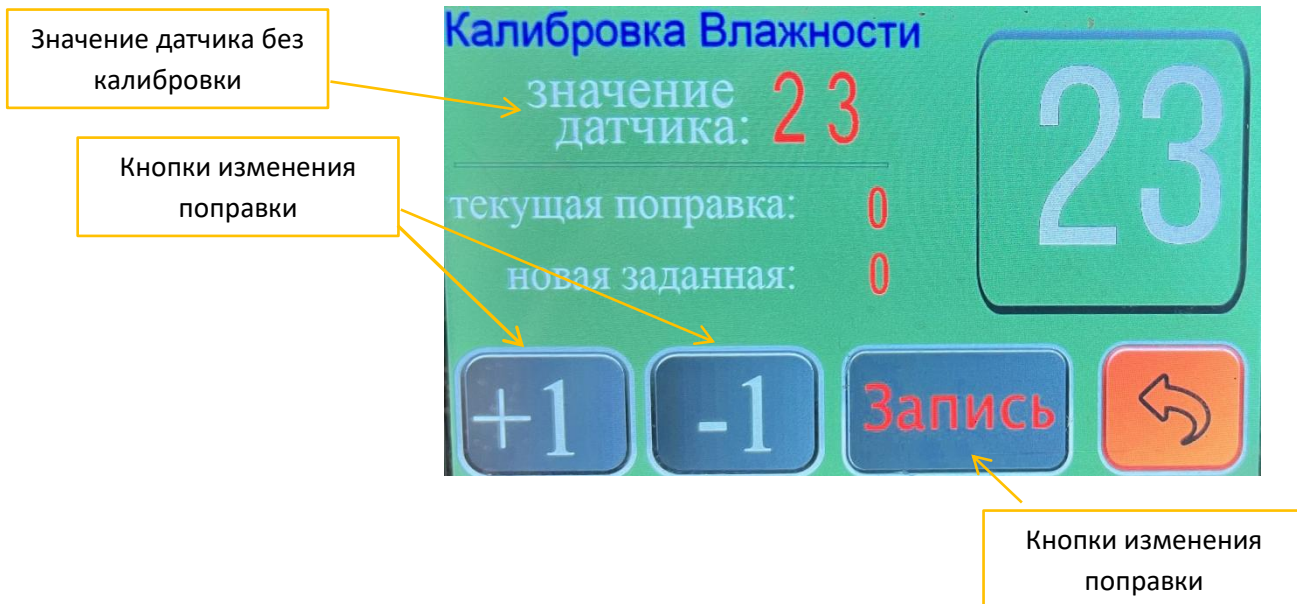 Значение датчика без
калибровки
Кнопки изменения
поправки
Калибровка Влажности
значение
датчика: 23
23
текущая поправка: 0
новая заданная: 0
+1
-1
Запись
Кнопки изменения
поправки